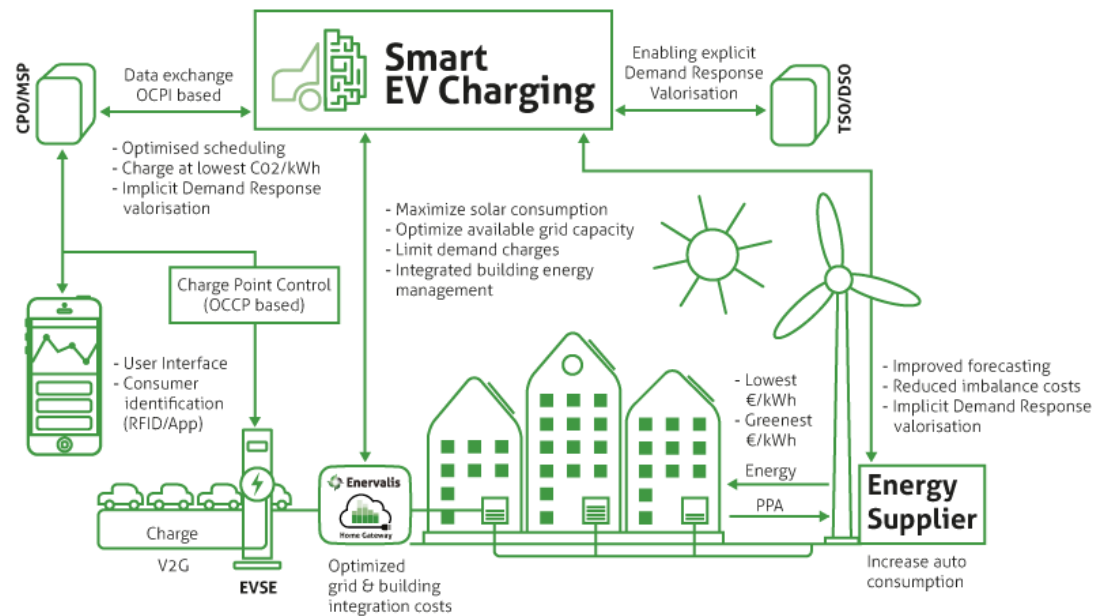 Smart
EV Charging
CPO/MSP
Data exchange
OCPI based
Enabling explicit
Demand Response
Valorisation
TSO/DSO
- Optimised scheduling
- Charge at lowest C02/kWh
- Implicit Demand Response
valorisation
- Maximize solar consumption
- Optimize available grid capacity
- Limit demand charges
- Integrated building energy
management
Charge Point Control
(OCCP based)
- User Interface
- Consumer
identification
(RFID/App)
- Lowest
€/kWh
- Greenest
€/kWh
- Improved forecasting
- Reduced imbalance costs
- Implicit Demand Response
valorisation
Energy
PPA
Energy
Supplier
Increase auto
consumption
Enervalis
Home Gateway
Optimized
grid & building
integration costs
Charge
V2G
EVSE